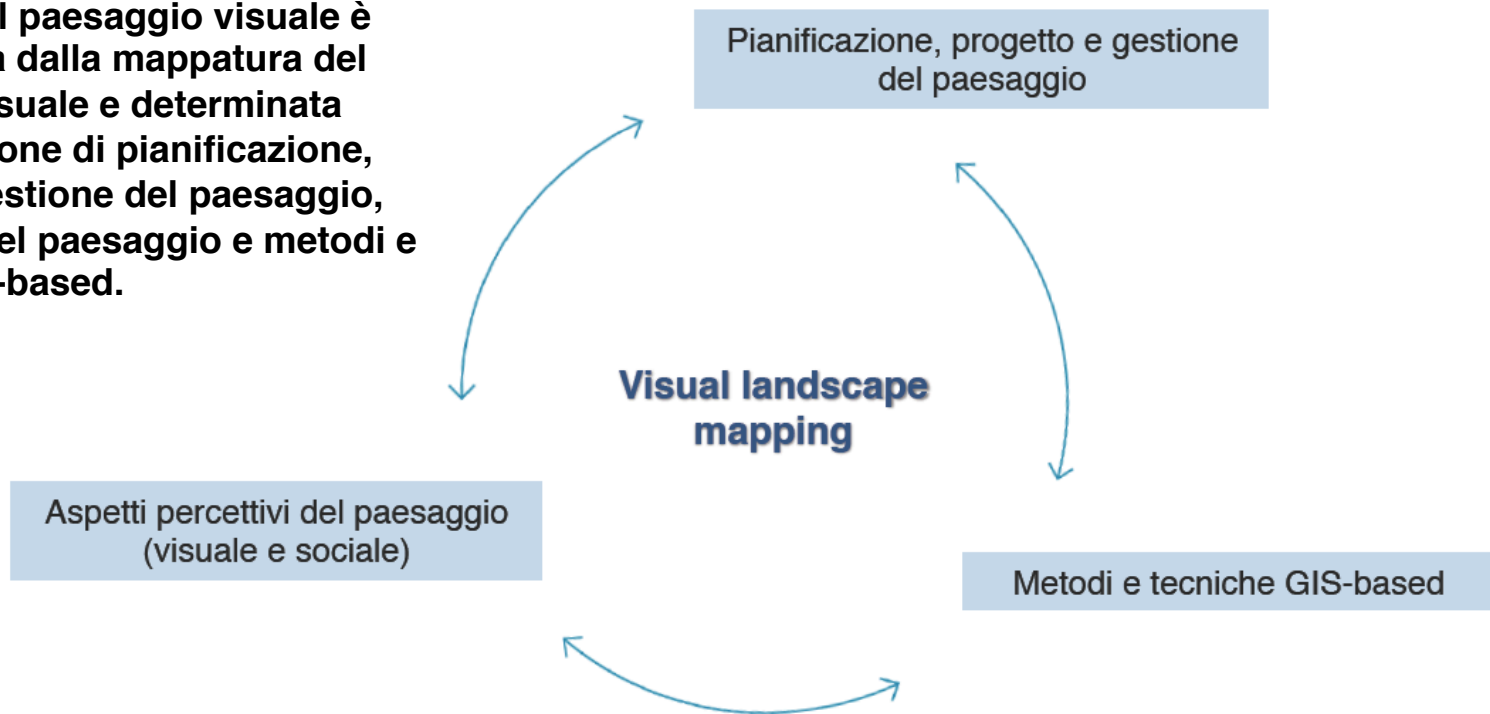 l paesaggio visuale è
dalla mappatura del
suale e determinata
one di pianificazione,
estione del paesaggio,
el paesaggio e metodi e
-based.
Pianificazione, progetto e gestione
del paesaggio
Visual landscape
mapping
Aspetti percettivi del paesaggio
(visuale e sociale)
Metodi e tecniche GIS-based